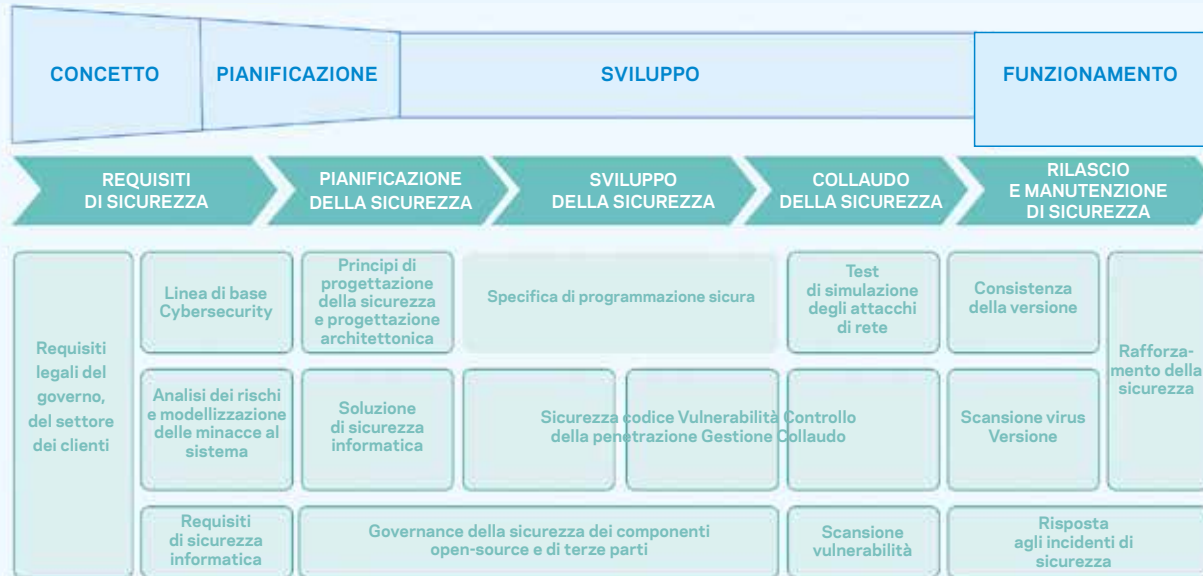 CONCETTO
PIANIFICAZIONE
SVILUPPO
FUNZIONAMENTO
REQUISITI
DI SICUREZZA
PIANIFICAZIONE
DELLA SICUREZZA
SVILUPPO
DELLA SICUREZZA
COLLAUDO
DELLA SICUREZZA
RILASCIO
E MANUTENZIONE
DI SICUREZZA
Requisiti
legali del
governo,
del settore
dei clienti
Linea di base
Cybersecurity
Principi di
progettazione
della sicurezza
e progettazione
architettonica
Specifica di programmazione sicura
Test
di simulazione
degli attacchi
di rete
Consistenza
della versione
Rafforza-
mento della
sicurezza
Analisi dei rischi
e modellizzazione
delle minacce al
sistema
Soluzione
di sicurezza
informatica
Sicurezza codice Vulnerabilità Controllo
della penetrazione Gestione Collaudo
Scansione virus
Versione
Requisiti
di sicurezza
informatica
Governance della sicurezza dei componenti
open-source e di terze parti
Scansione
vulnerabilità
Risposta
agli incidenti di
sicurezza